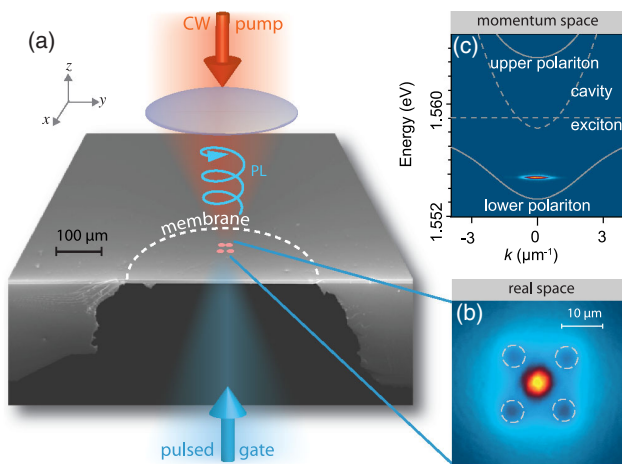 (a)
CW pump
z
y
x
PL
membrane
100 µm
pulsed gate
momentum space
(c)
upper polariton
cavity
exciton
lower polariton
Energy (eV)
1.560
1.552
-3 0 3
k (µm⁻¹)
real space
(b)
10 µm